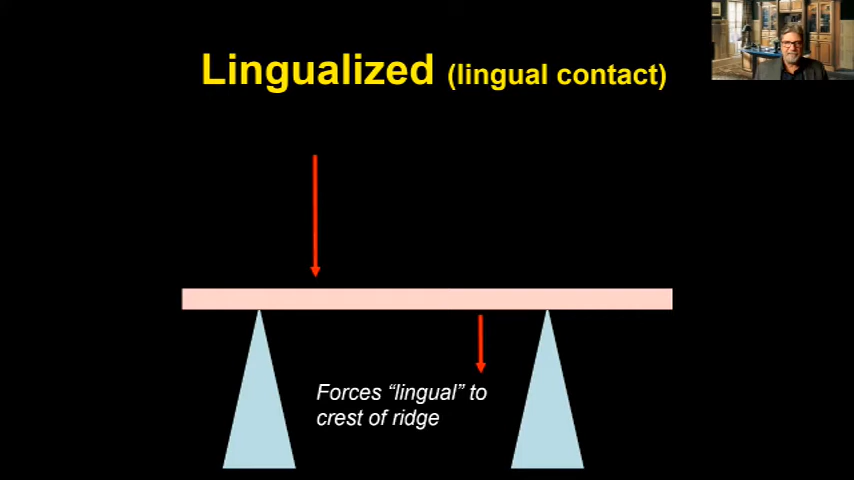 Lingualized (lingual contact)
Forces “lingual” to
crest of ridge